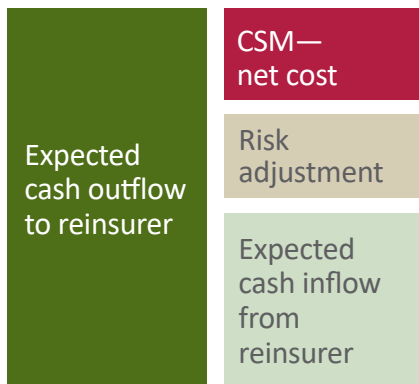 Expected
cash outflow
to reinsurer
CSM—
net cost
Risk
adjustment
Expected
cash inflow
from
reinsurer